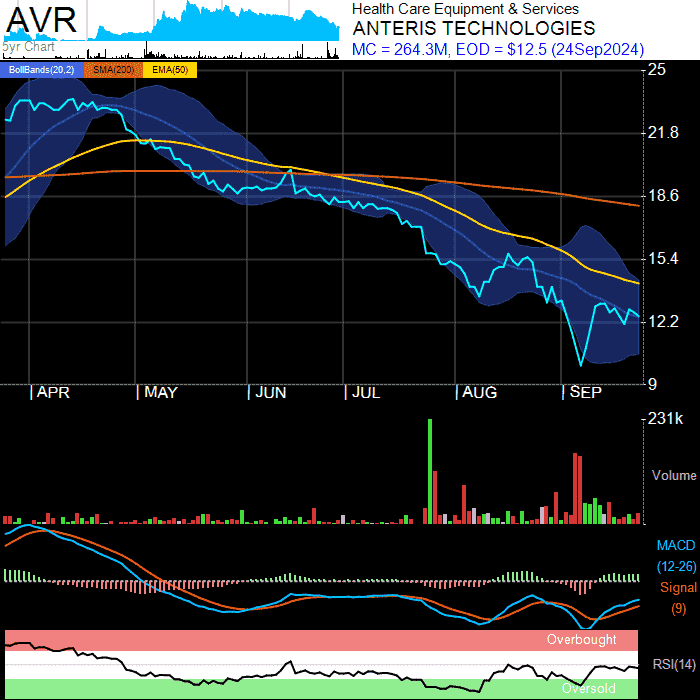 AVR
5yr Chart
Health Care Equipment & Services
ANTERIS TECHNOLOGIES
MC = 264.3M, EOD = $12.5 (24Sep2024)
BollBands(20,2) SMA(200) EMA(50)
25
21.8
18.6
15.4
12.2
9
APR MAY JUN JUL AUG SEP
231k
Volume
MACD
(12-26)
Signal
(9)
Overbought
RSI(14)
Oversold